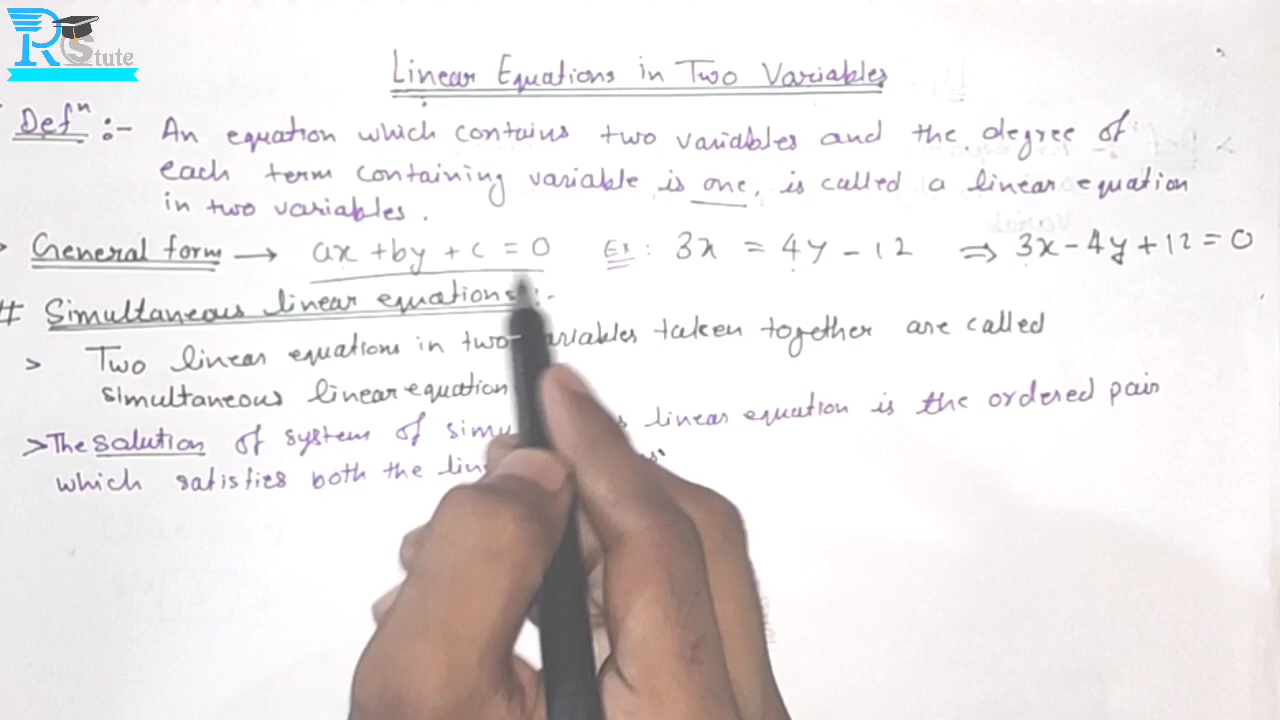 RStute
Linear Equations in Two Variables
Defⁿ :- An equation which contains two variables and the degree of
each term containing variable is one, is called a linear equation
in two variables.
> General form → ax + by + c = 0 Ex: 3x = 4y - 12 ⇒ 3x - 4y + 12 = 0
# Simultaneous linear equations :-
> Two linear equations in two variables taken together are called
simultaneous linear equation
> The solution of system of simu s linear equation is the ordered pair
which satisfies both the lin